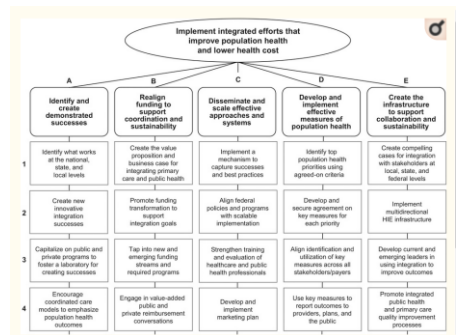 Implement integrated efforts that
improve population health
and lower health cost
A
B
C
D
E
Identify and
create
demonstrated
successes
Realign
funding to
support
coordination and
sustainability
Disseminate and
scale effective
approaches and
systems
Develop and
implement
effective
measures of
population health
Create the
infrastructure
to support
collaboration and
sustainability
1
Identify what works
at the national,
state, and
local levels
Create the value
proposition and
business case for
integrating primary
care and public health
Implement a
mechanism to
capture successes
and best practices
Identify top
population health
priorities using
agreed-on criteria
Create compelling
cases for integration
with stakeholders at
local, state, and
federal levels
2
Create new
innovative
integration
successes
Promote funding
transformation to
support
integration goals
Align federal
policies and programs
with scalable
implementation
Develop and
secure agreement on
key measures for
each priority
Implement
multidirectional
HIE infrastructure
3
Capitalize on public and
private programs to
foster a laboratory for
creating successes
Tap into new and
emerging funding
streams and
required programs
Strengthen training
and evaluation of
healthcare and public
health professionals
Align identification and
utilization of key
measures across all
stakeholders/payers
Develop current and
emerging leaders in
using integration to
improve outcomes
4
Encourage
coordinated care
models to emphasize
population health
outcomes
Engage in value-added
public and
private reimbursement
conversations
Develop and
implement
marketing plan
Use key measures to
report outcomes to
providers, plans, and
the public
Promote integrated
public health and
primary care
quality improvement
processes